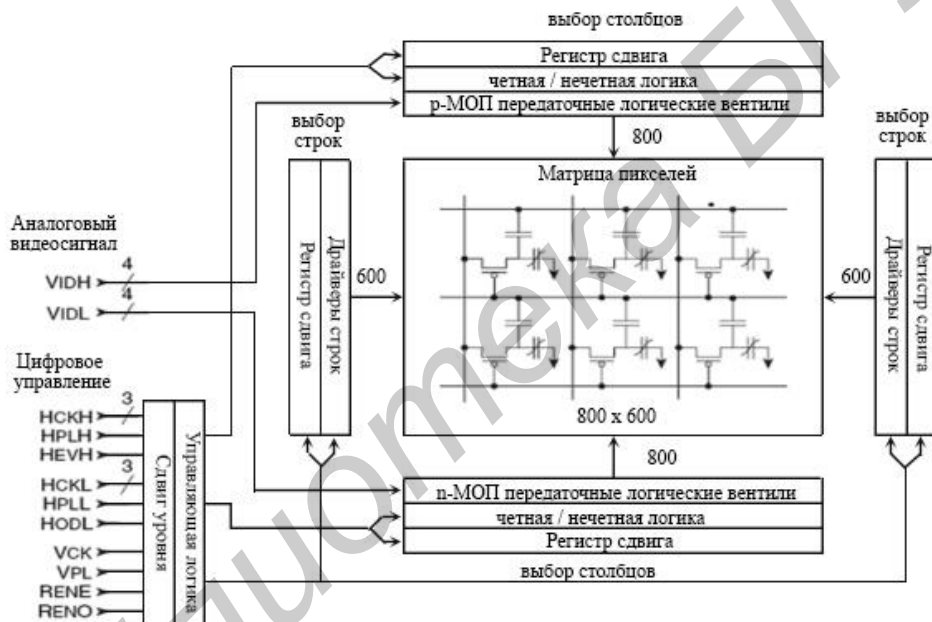 выбор столбцов
Регистр сдвига
четная / нечетная логика
р-МОП передаточные логические вентили
800
выбор
строк
Регистр сдвига
Драйверы строк
600
Матрица пикселей
800 x 600
выбор
строк
600
Драйверы строк
Регистр сдвига
Аналоговый
видеосигнал
VIDH
4
VIDL
4
Цифровое
управление
HCKH
3
HPLH
HEVH
HCKL
3
HPLL
HODL
VCK
VPL
RENE
RENO
Сдвиг уровня
Управляющая логика
800
n-МОП передаточные логические вентили
четная / нечетная логика
Регистр сдвига
выбор столбцов